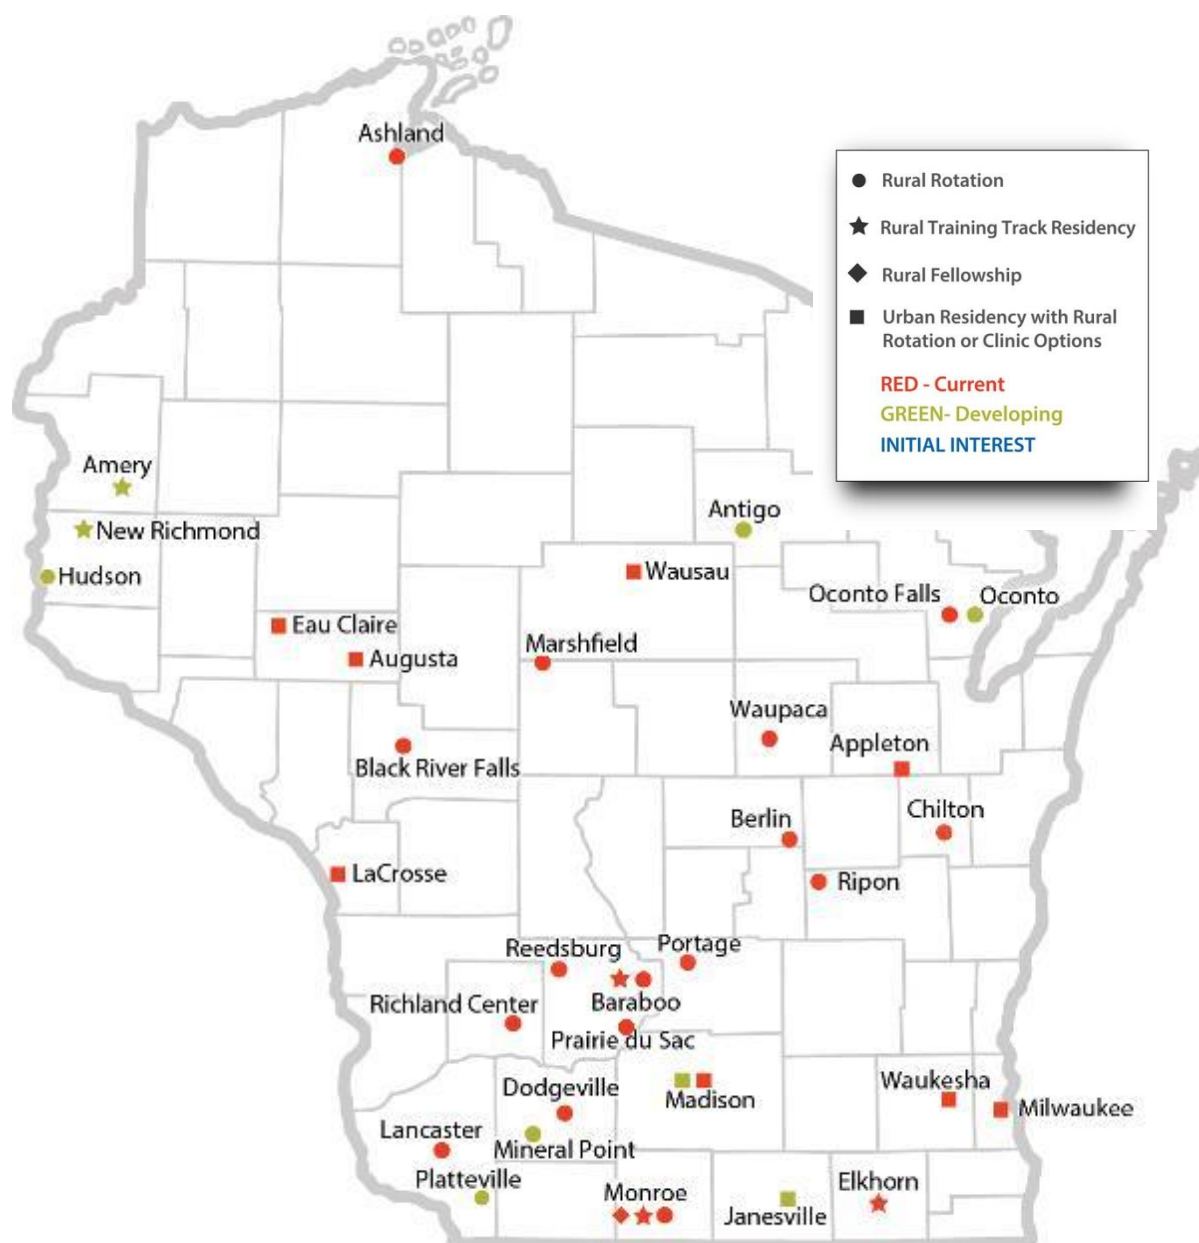 Ashland
Rural Rotation
Rural Training Track Residency
Rural Fellowship
Urban Residency with Rural
Rotation or Clinic Options
RED - Current
GREEN- Developing
INITIAL INTEREST
Amery
New Richmond
Hudson
Antigo
Wausau
Oconto Falls
Oconto
Eau Claire
Augusta
Marshfield
Waupaca
Appleton
Black River Falls
Berlin
Chilton
LaCrosse
Ripon
Reedsburg
Portage
Baraboo
Richland Center
Prairie du Sac
Dodgeville
Madison
Waukesha
Milwaukee
Lancaster
Mineral Point
Platteville
Monroe
Janesville
Elkhorn